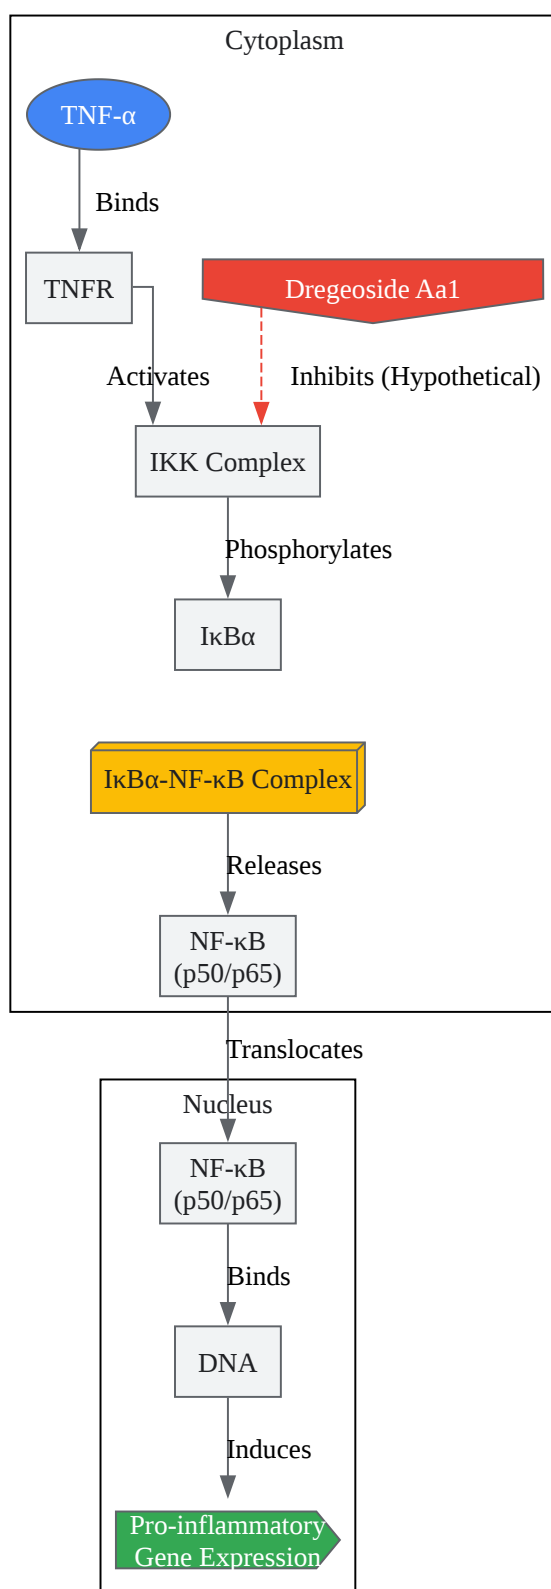 Cytoplasm
TNF-α
Binds
TNFR
Dregeoside Aa1
Activates
Inhibits (Hypothetical)
IKK Complex
Phosphorylates
IκBα
IκBα-NF-κB Complex
Releases
NF-κB
(p50/p65)
Translocates
Nucleus
NF-κB
(p50/p65)
Binds
DNA
Induces
Pro-inflammatory
Gene Expression